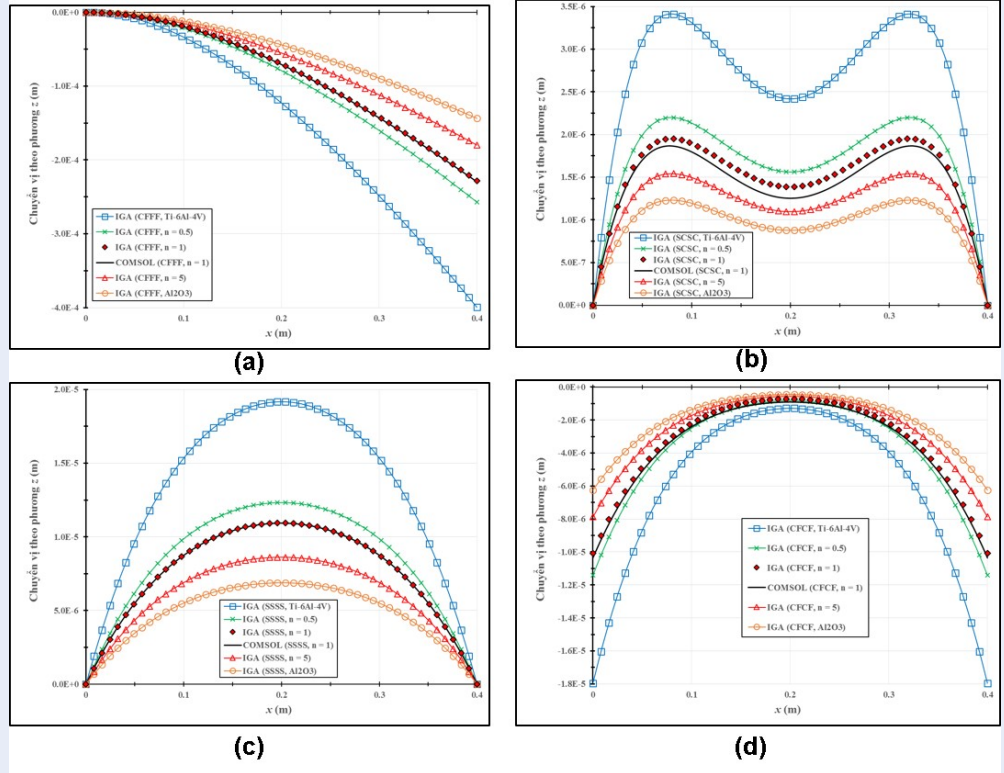 0.0E+0
-1.0E-4
-2.0E-4
-3.0E-4
-4.0E-4
Chuyển vị theo phương z (m)
IGA (CFFF, Ti-6Al-4V)
IGA (CFFF, n = 0.5)
IGA (CFFF, n = 1)
COMSOL (CFFF, n = 1)
IGA (CFFF, n = 5)
IGA (CFFF, Al2O3)
0 0.1 0.2 0.3 0.4
x (m)
(a)
3.5E-6
3.0E-6
2.5E-6
2.0E-6
1.5E-6
1.0E-6
5.0E-7
0.0E+0
Chuyển vị theo phương z (m)
IGA (SCSC, Ti-6Al-4V)
IGA (SCSC, n = 0.5)
IGA (SCSC, n = 1)
COMSOL (SCSC, n = 1)
IGA (SCSC, n = 5)
IGA (SCSC, Al2O3)
0 0.1 0.2 0.3 0.4
x (m)
(b)
2.0E-5
1.5E-5
1.0E-5
5.0E-6
0.0E+0
Chuyển vị theo phương z (m)
IGA (SSSS, Ti-6Al-4V)
IGA (SSSS, n = 0.5)
IGA (SSSS, n = 1)
COMSOL (SSSS, n = 1)
IGA (SSSS, n = 5)
IGA (SSSS, Al2O3)
0 0.1 0.2 0.3 0.4
x (m)
(c)
0.0E+0
-2.0E-6
-4.0E-6
-6.0E-6
-8.0E-6
-1.0E-5
-1.2E-5
-1.4E-5
-1.6E-5
-1.8E-5
Chuyển vị theo phương z (m)
IGA (CFCF, Ti-6Al-4V)
IGA (CFCF, n = 0.5)
IGA (CFCF, n = 1)
COMSOL (CFCF, n = 1)
IGA (CFCF, n = 5)
IGA (CFCF, Al2O3)
0 0.1 0.2 0.3 0.4
x (m)
(d)